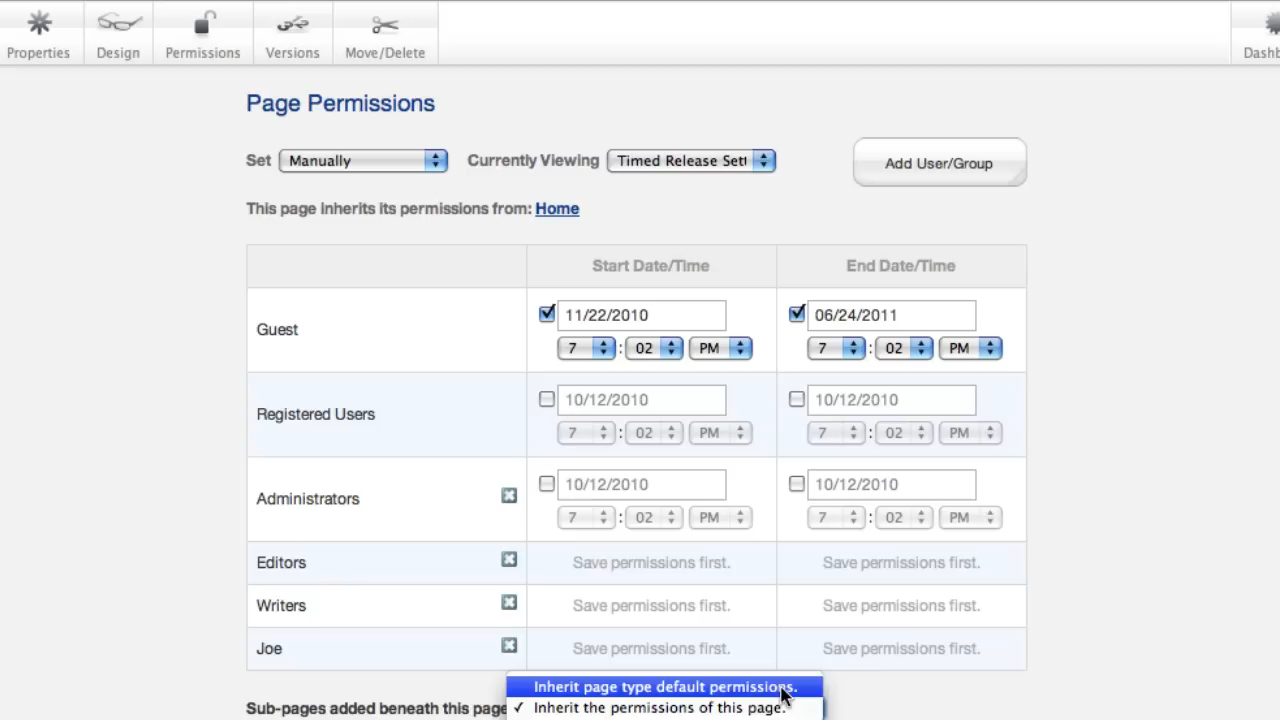 Properties Design Permissions Versions Move/Delete Dashb
Page Permissions
Set Manually Currently Viewing Timed Release Sett Add User/Group
This page inherits its permissions from: Home
Start Date/Time End Date/Time
Guest 11/22/2010 06/24/2011
7 : 02 PM 7 : 02 PM
Registered Users 10/12/2010 10/12/2010
7 : 02 PM 7 : 02 PM
Administrators 10/12/2010 10/12/2010
7 : 02 PM 7 : 02 PM
Editors Save permissions first. Save permissions first.
Writers Save permissions first. Save permissions first.
Joe Save permissions first. Save permissions first.
Inherit page type default permissions.
Sub-pages added beneath this page ✓ Inherit the permissions of this page.